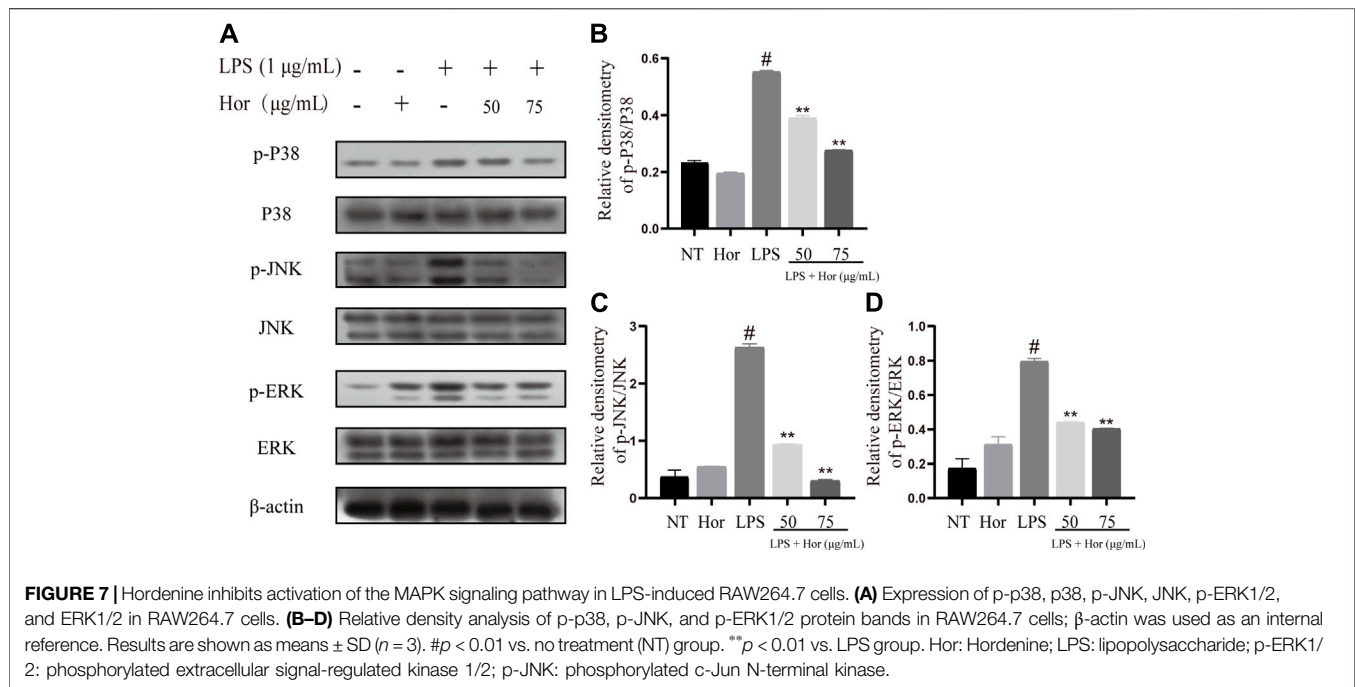 A
LPS (1 μg/mL) - - + + +
Hor (μg/mL) - + - 50 75
p-P38
P38
p-JNK
JNK
p-ERK
ERK
β-actin
B
Relative densitometry
of p-P38/P38
0.6
0.4
0.2
0.0
#
**
**
NT Hor LPS 50 75
LPS + Hor (μg/mL)
C
Relative densitometry
of p-JNK/JNK
3
2
1
0
#
**
**
NT Hor LPS 50 75
LPS + Hor (μg/mL)
D
Relative densitometry
of p-ERK/ERK
1.0
0.8
0.6
0.4
0.2
0.0
#
**
**
NT Hor LPS 50 75
LPS + Hor (μg/mL)
FIGURE 7 | Hordenine inhibits activation of the MAPK signaling pathway in LPS-induced RAW264.7 cells. (A) Expression of p-p38, p38, p-JNK, JNK, p-ERK1/2,
and ERK1/2 in RAW264.7 cells. (B–D) Relative density analysis of p-p38, p-JNK, and p-ERK1/2 protein bands in RAW264.7 cells; β-actin was used as an internal
reference. Results are shown as means ± SD (n = 3). #p < 0.01 vs. no treatment (NT) group. **p < 0.01 vs. LPS group. Hor: Hordenine; LPS: lipopolysaccharide; p-ERK1/
2: phosphorylated extracellular signal-regulated kinase 1/2; p-JNK: phosphorylated c-Jun N-terminal kinase.